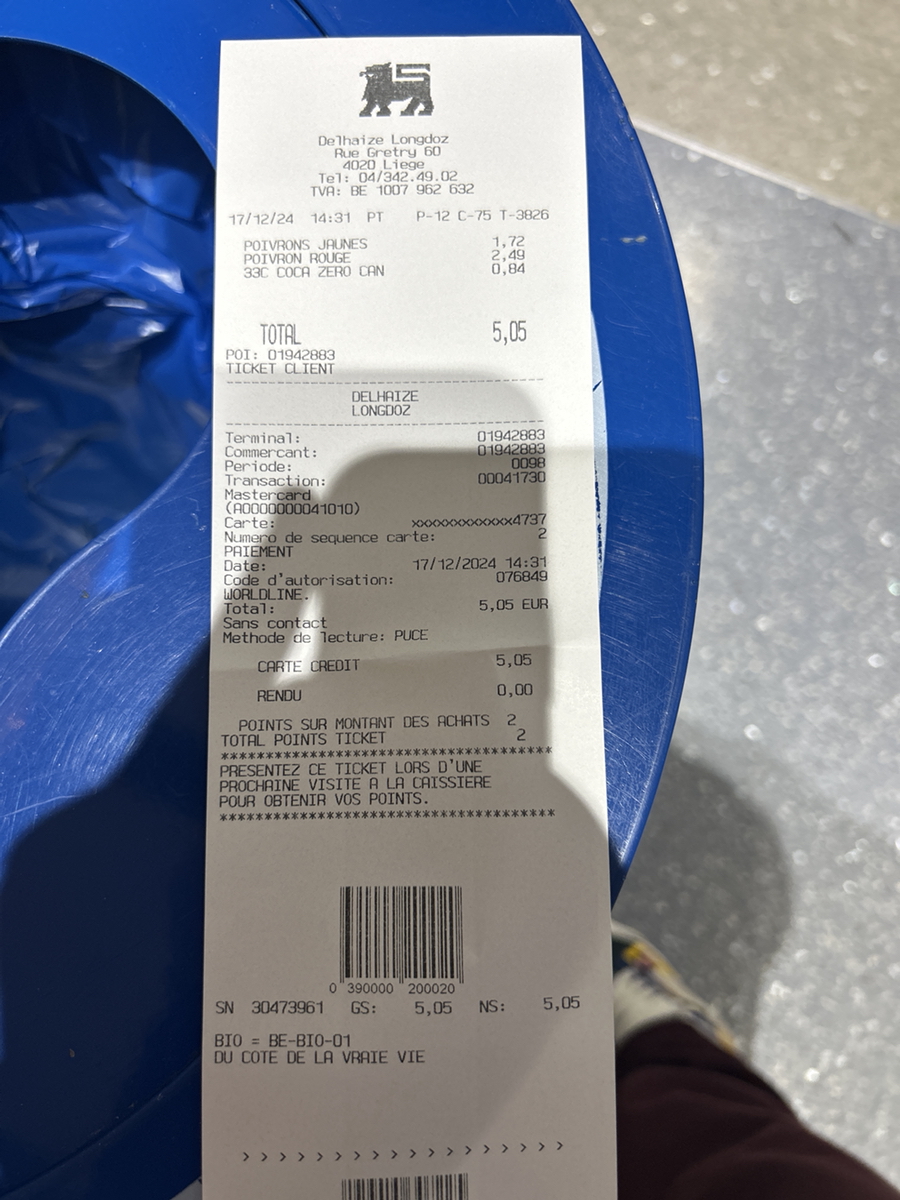 Delhaize Longdoz
Rue Gretry 60
4020 Liege
Tel: 04/342.49.02
TVA: BE 1007 962 632
17/12/24 14:31 PT P-12 C-75 T-3826
POIVRONS JAUNES 1,72
POIVRON ROUGE 2,49
33C COCA ZERO CAN 0,84
TOTAL 5,05
POI: 01942883
TICKET CLIENT
DELHAIZE
LONGDOZ
Terminal: 01942883
Commercant: 01942883
Periode: 0098
Transaction: 00041730
Mastercard
(A0000000041010)
Carte: xxxxxxxxxxxx4737
Numero de sequence carte: 2
PAIEMENT
Date: 17/12/2024 14:31
Code d'autorisation: 076849
WORLDLINE.
Total: 5,05 EUR
Sans contact
Methode de lecture: PUCE
CARTE CREDIT 5,05
RENDU 0,00
POINTS SUR MONTANT DES ACHATS 2
TOTAL POINTS TICKET 2
*************************************
PRESENTEZ CE TICKET LORS D'UNE
PROCHAINE VISITE A LA CAISSIERE
POUR OBTENIR VOS POINTS.
*************************************
0 390000 200020
SN 30473961 GS: 5,05 NS: 5,05
BIO = BE-BIO-01
DU COTE DE LA VRAIE VIE
> > > > > > > > > > > > > > > > > >